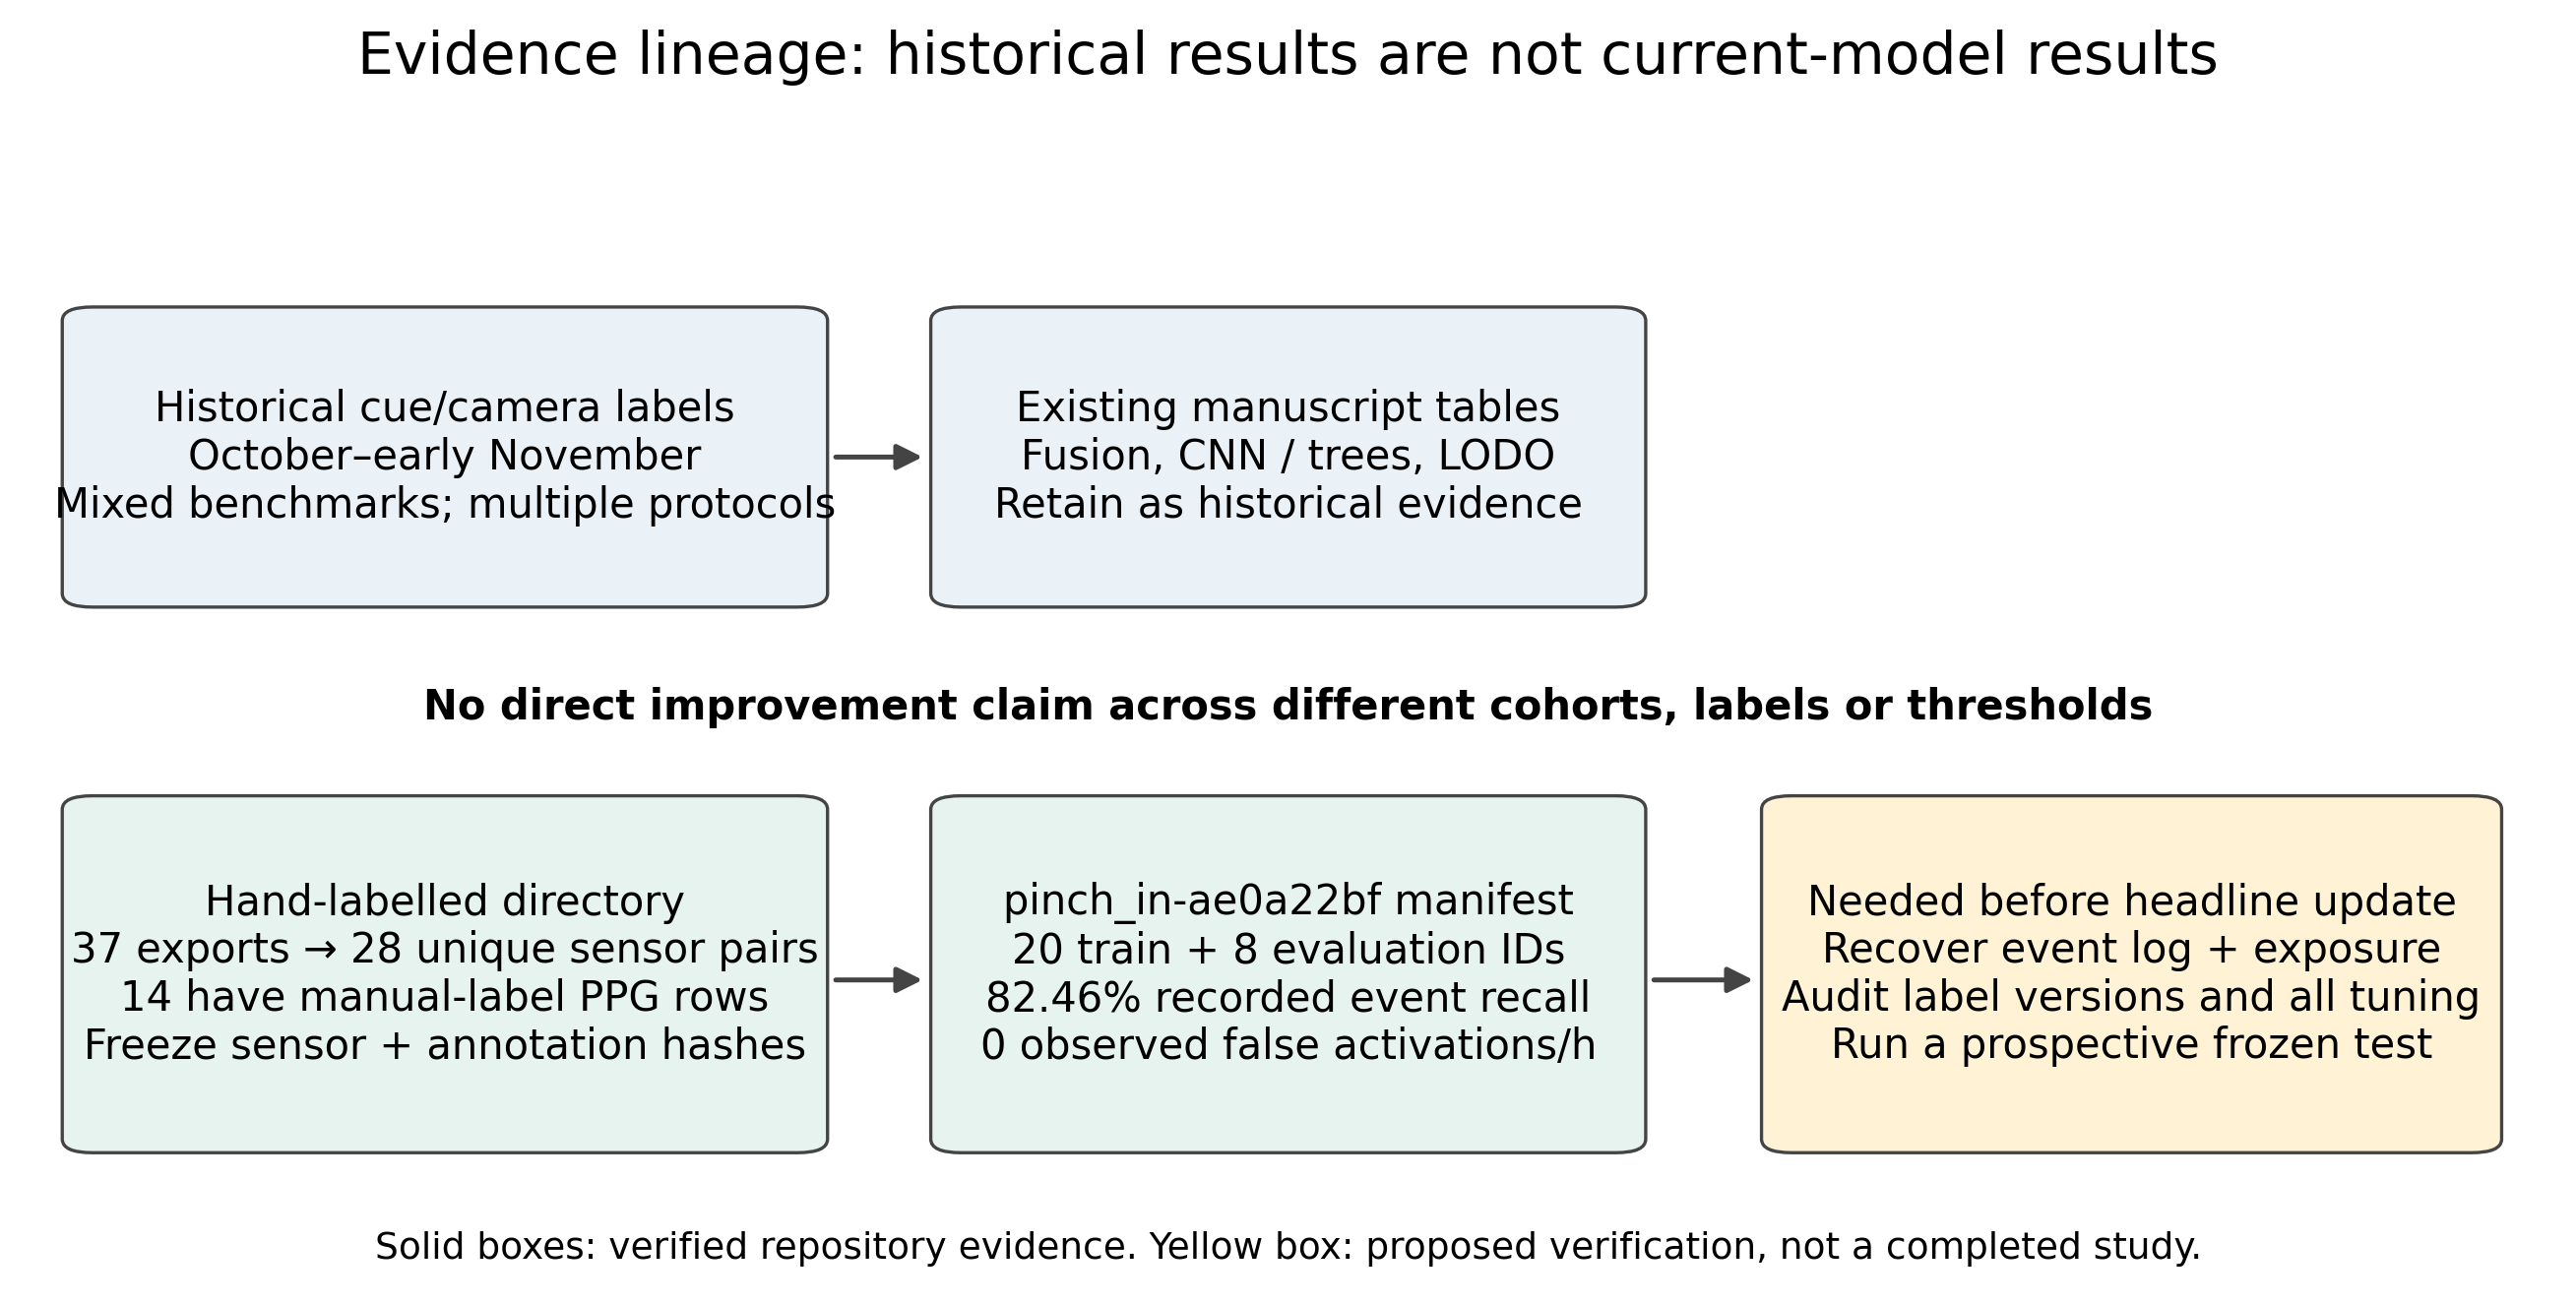 Evidence lineage: historical results are not current-model results
Historical cue/camera labels
October–early November
Mixed benchmarks; multiple protocols
Existing manuscript tables
Fusion, CNN / trees, LODO
Retain as historical evidence
No direct improvement claim across different cohorts, labels or thresholds
Hand-labelled directory
37 exports → 28 unique sensor pairs
14 have manual-label PPG rows
Freeze sensor + annotation hashes
pinch_in-ae0a22bf manifest
20 train + 8 evaluation IDs
82.46% recorded event recall
0 observed false activations/h
Needed before headline update
Recover event log + exposure
Audit label versions and all tuning
Run a prospective frozen test
Solid boxes: verified repository evidence. Yellow box: proposed verification, not a completed study.